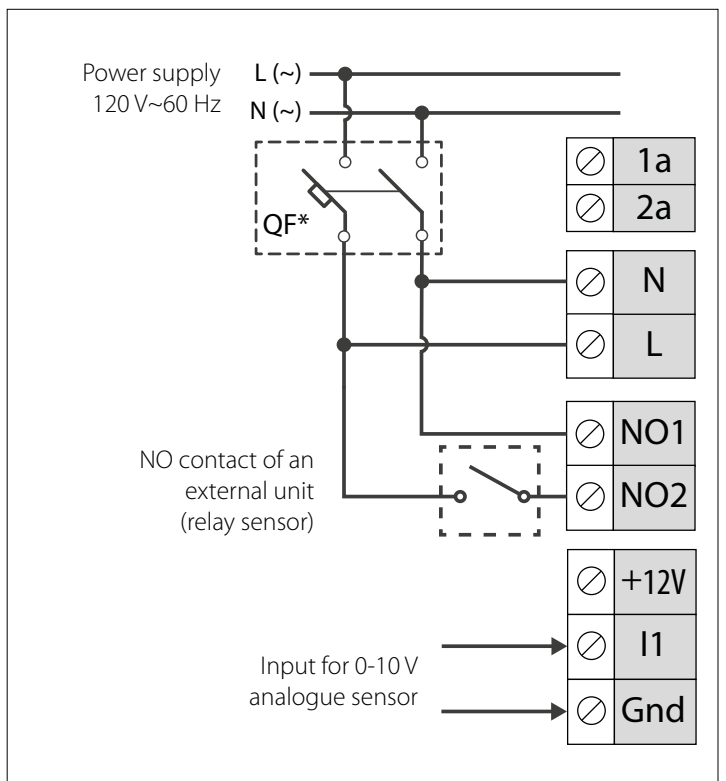 Power supply L (~)
120 V~60 Hz N (~)
1a
2a
QF*
N
L
NO1
NO contact of an
external unit
(relay sensor)
NO2
+12V
I1
Input for 0-10 V
analogue sensor
Gnd